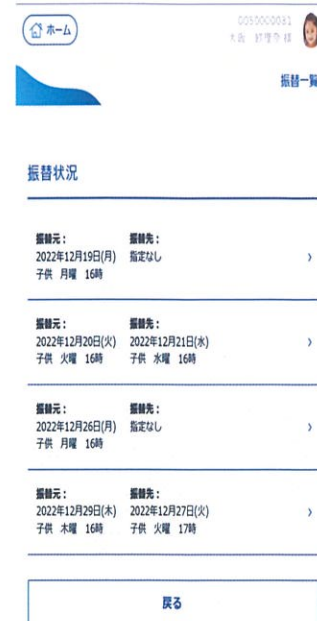 ホーム
0050000031
振替一覧
振替状況
振替元： 振替先：
2022年12月19日(月) 指定なし
子供 月曜 16時
振替元： 振替先：
2022年12月20日(火) 2022年12月21日(水)
子供 火曜 16時 子供 水曜 16時
振替元： 振替先：
2022年12月26日(月) 指定なし
子供 月曜 16時
振替元： 振替先：
2022年12月29日(木) 2022年12月27日(火)
子供 木曜 16時 子供 火曜 17時
戻る